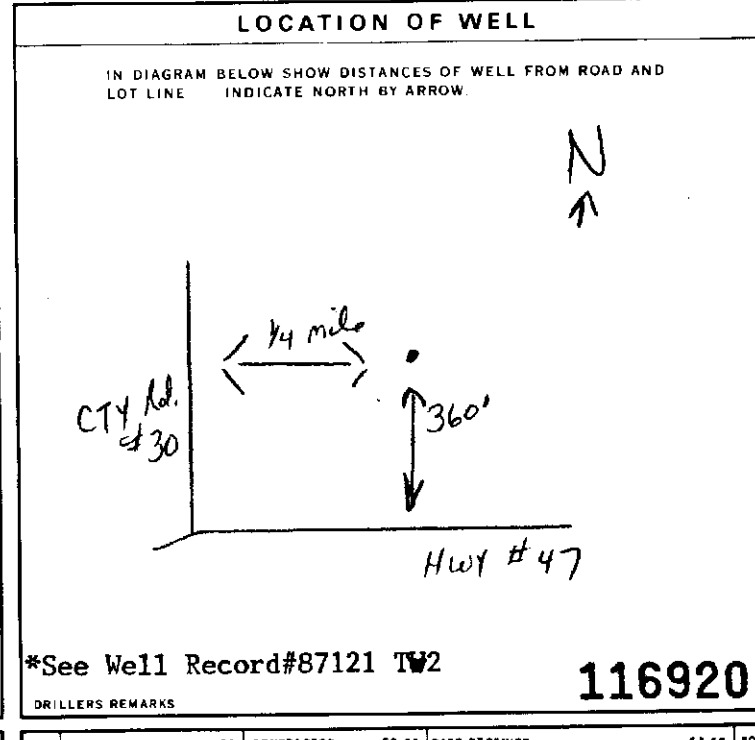 LOCATION OF WELL
IN DIAGRAM BELOW SHOW DISTANCES OF WELL FROM ROAD AND
LOT LINE INDICATE NORTH BY ARROW.
N
1/4 mile
CTY Rd.
#30
360'
HWY #47
*See Well Record#87121 TW2
116920
DRILLERS REMARKS